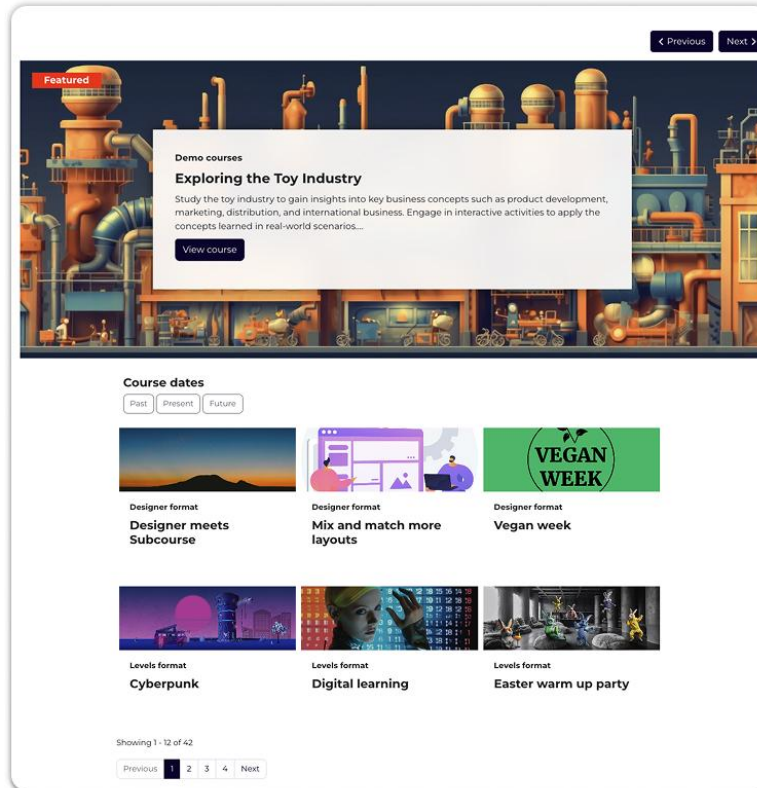 Previous Next
Featured
Demo courses
Exploring the Toy Industry
Study the toy industry to gain insights into key business concepts such as product development,
marketing, distribution, and international business. Engage in interactive activities to apply the
concepts learned in real-world scenarios....
View course
Course dates
Past Present Future
VEGAN
WEEK
Designer format
Designer meets
Subcourse
Designer format
Mix and match more
layouts
Designer format
Vegan week
Levels format
Cyberpunk
Levels format
Digital learning
Levels format
Easter warm up party
Showing 1 - 12 of 42
Previous 1 2 3 4 Next